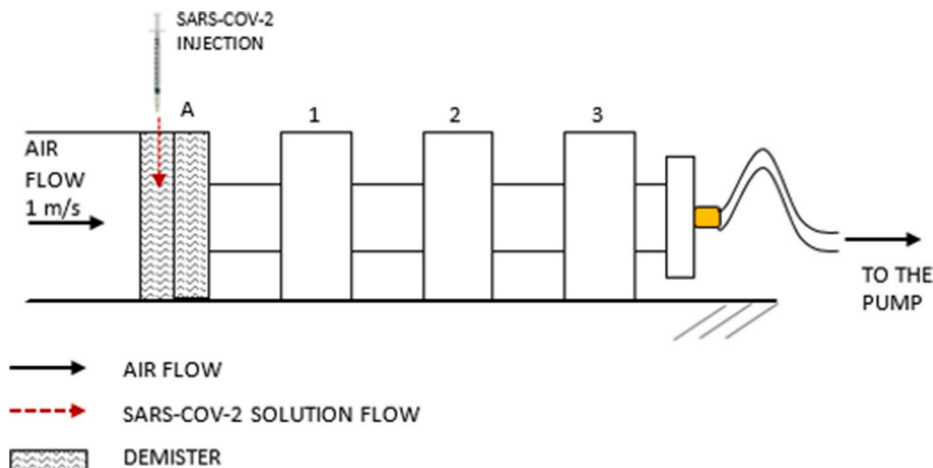 SARS-COV-2
INJECTION
A
1
2
3
AIR
FLOW
1 m/s
TO THE
PUMP
AIR FLOW
SARS-COV-2 SOLUTION FLOW
DEMISTER